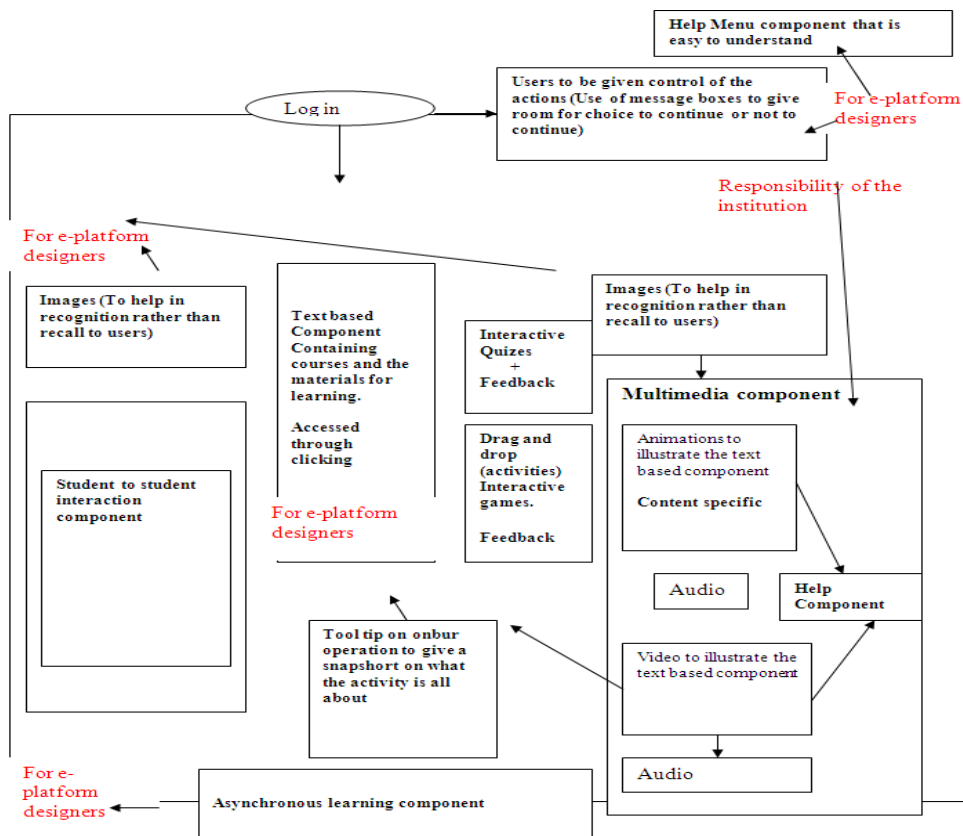 Help Menu component that is
easy to understand
Users to be given control of the
actions (Use of message boxes to give
room for choice to continue or not to
continue)
For e-platform
designers
Log in
Responsibility of the
institution
For e-platform
designers
Images (To help in
recognition rather than
recall to users)
Text based
Component
Containing
courses and the
materials for
learning.
Accessed
through
clicking
For e-platform
designers
Interactive
Quizes
+
Feedback
Images (To help in
recognition rather than
recall to users)
Drag and
drop
(activities)
Interactive
games.
Feedback
Multimedia component
Animations to
illustrate the text
based component
Content specific
Audio
Help
Component
Video to illustrate the
text based component
Audio
Student to student
interaction
component
Tool tip on onbur
operation to give a
snapshort on what
the activity is all
about
For e-
platform
designers
Asynchronous learning component